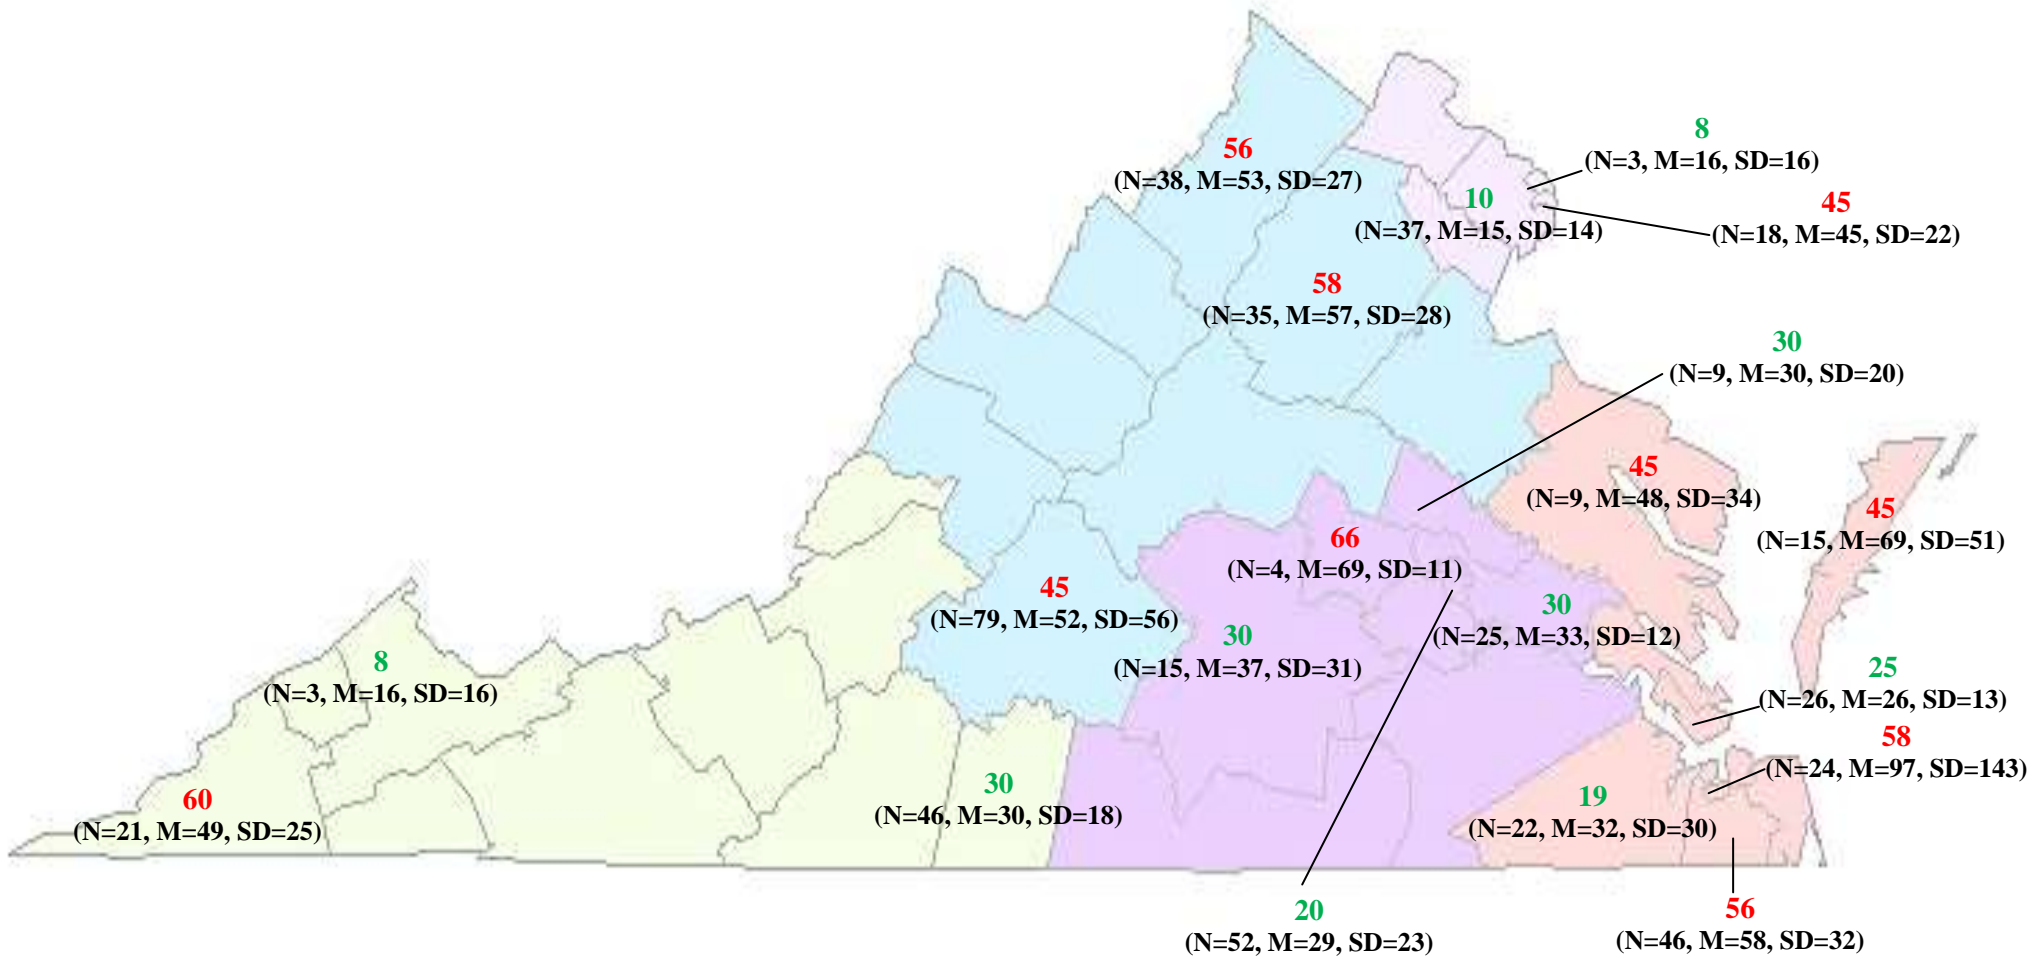 8
(N=3, M=16, SD=16)
56
(N=38, M=53, SD=27)
10
(N=37, M=15, SD=14)
45
(N=18, M=45, SD=22)
58
(N=35, M=57, SD=28)
30
(N=9, M=30, SD=20)
45
(N=9, M=48, SD=34)
45
(N=15, M=69, SD=51)
66
(N=4, M=69, SD=11)
45
(N=79, M=52, SD=56)
30
(N=25, M=33, SD=12)
30
(N=15, M=37, SD=31)
8
(N=3, M=16, SD=16)
25
(N=26, M=26, SD=13)
58
(N=24, M=97, SD=143)
60
(N=21, M=49, SD=25)
30
(N=46, M=30, SD=18)
19
(N=22, M=32, SD=30)
20
(N=52, M=29, SD=23)
56
(N=46, M=58, SD=32)